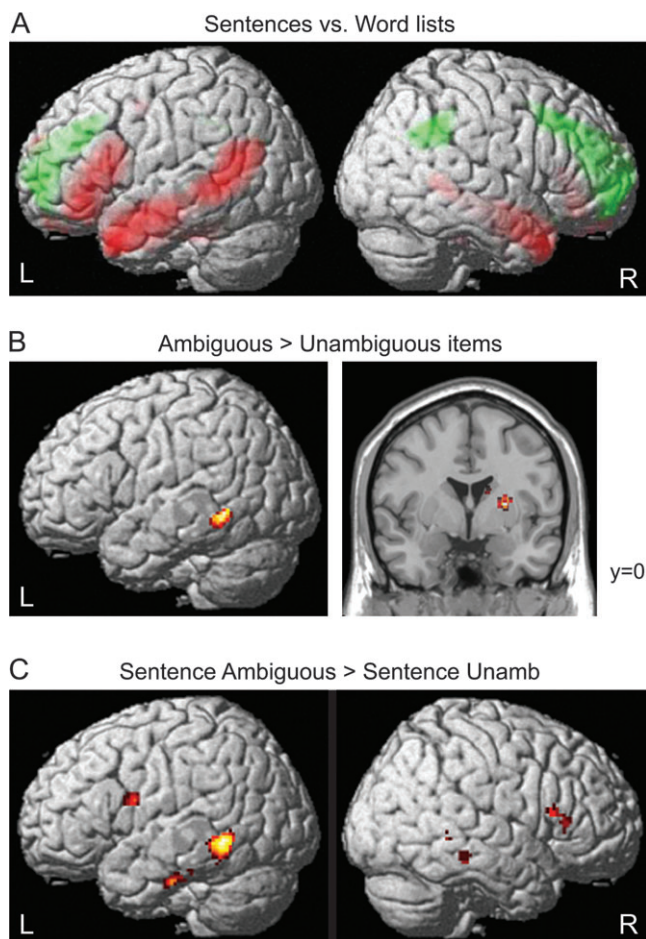 A
Sentences vs. Word lists
L
R
B
Ambiguous > Unambiguous items
L
y=0
C
Sentence Ambiguous > Sentence Unamb
L
R